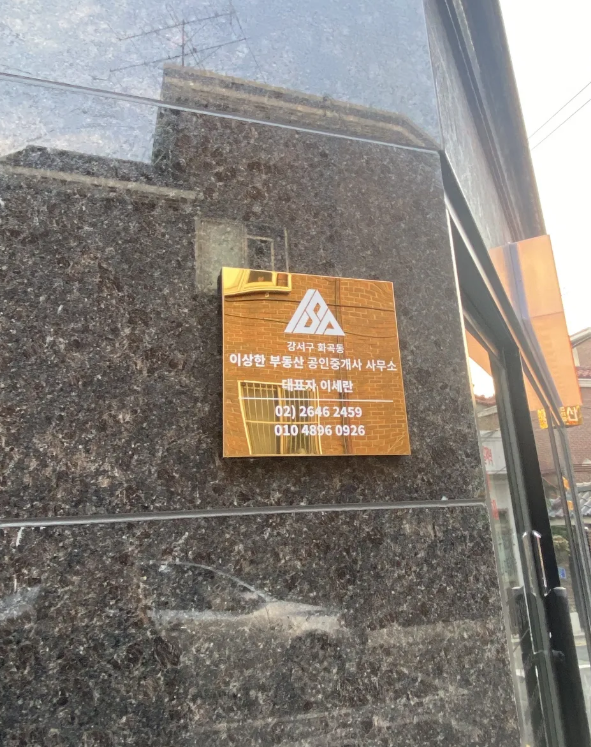 강서구 화곡동
이상한 부동산 공인중개사 사무소
대표자 이세란
02) 2646 2459
010 4896 0926